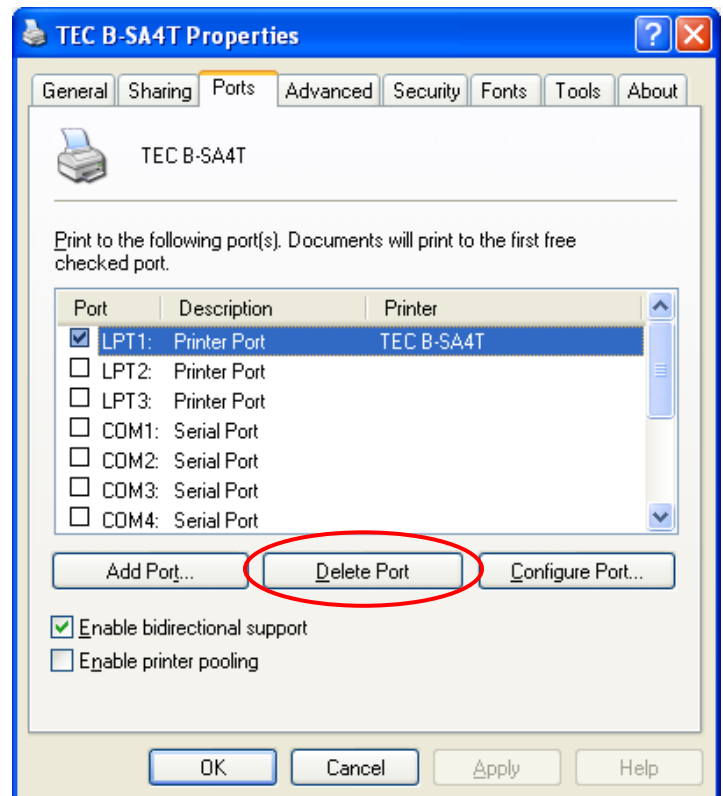 TEC B-SA4T Properties
General Sharing Ports Advanced Security Fonts Tools About
TEC B-SA4T
Print to the following port(s). Documents will print to the first free
checked port.
Port Description Printer
LPT1: Printer Port TEC B-SA4T
LPT2: Printer Port
LPT3: Printer Port
COM1: Serial Port
COM2: Serial Port
COM3: Serial Port
COM4: Serial Port
Add Port... Delete Port Configure Port...
Enable bidirectional support
Enable printer pooling
OK Cancel Apply Help